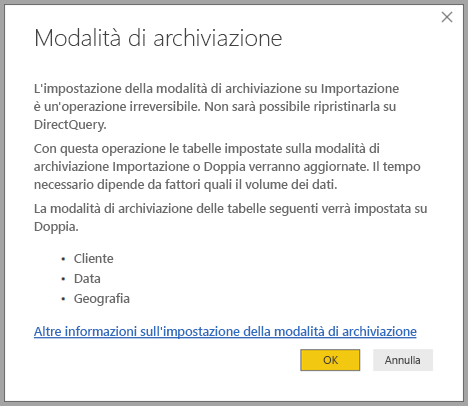 Modalità di archiviazione
L'impostazione della modalità di archiviazione su Importazione
è un'operazione irreversibile. Non sarà possibile ripristinarla su
DirectQuery.
Con questa operazione le tabelle impostate sulla modalità di
archiviazione Importazione o Doppia verranno aggiornate. Il tempo
necessario dipende da fattori quali il volume dei dati.
La modalità di archiviazione delle tabelle seguenti verrà impostata su
Doppia.
• Cliente
• Data
• Geografia
Altre informazioni sull'impostazione della modalità di archiviazione
OK Annulla